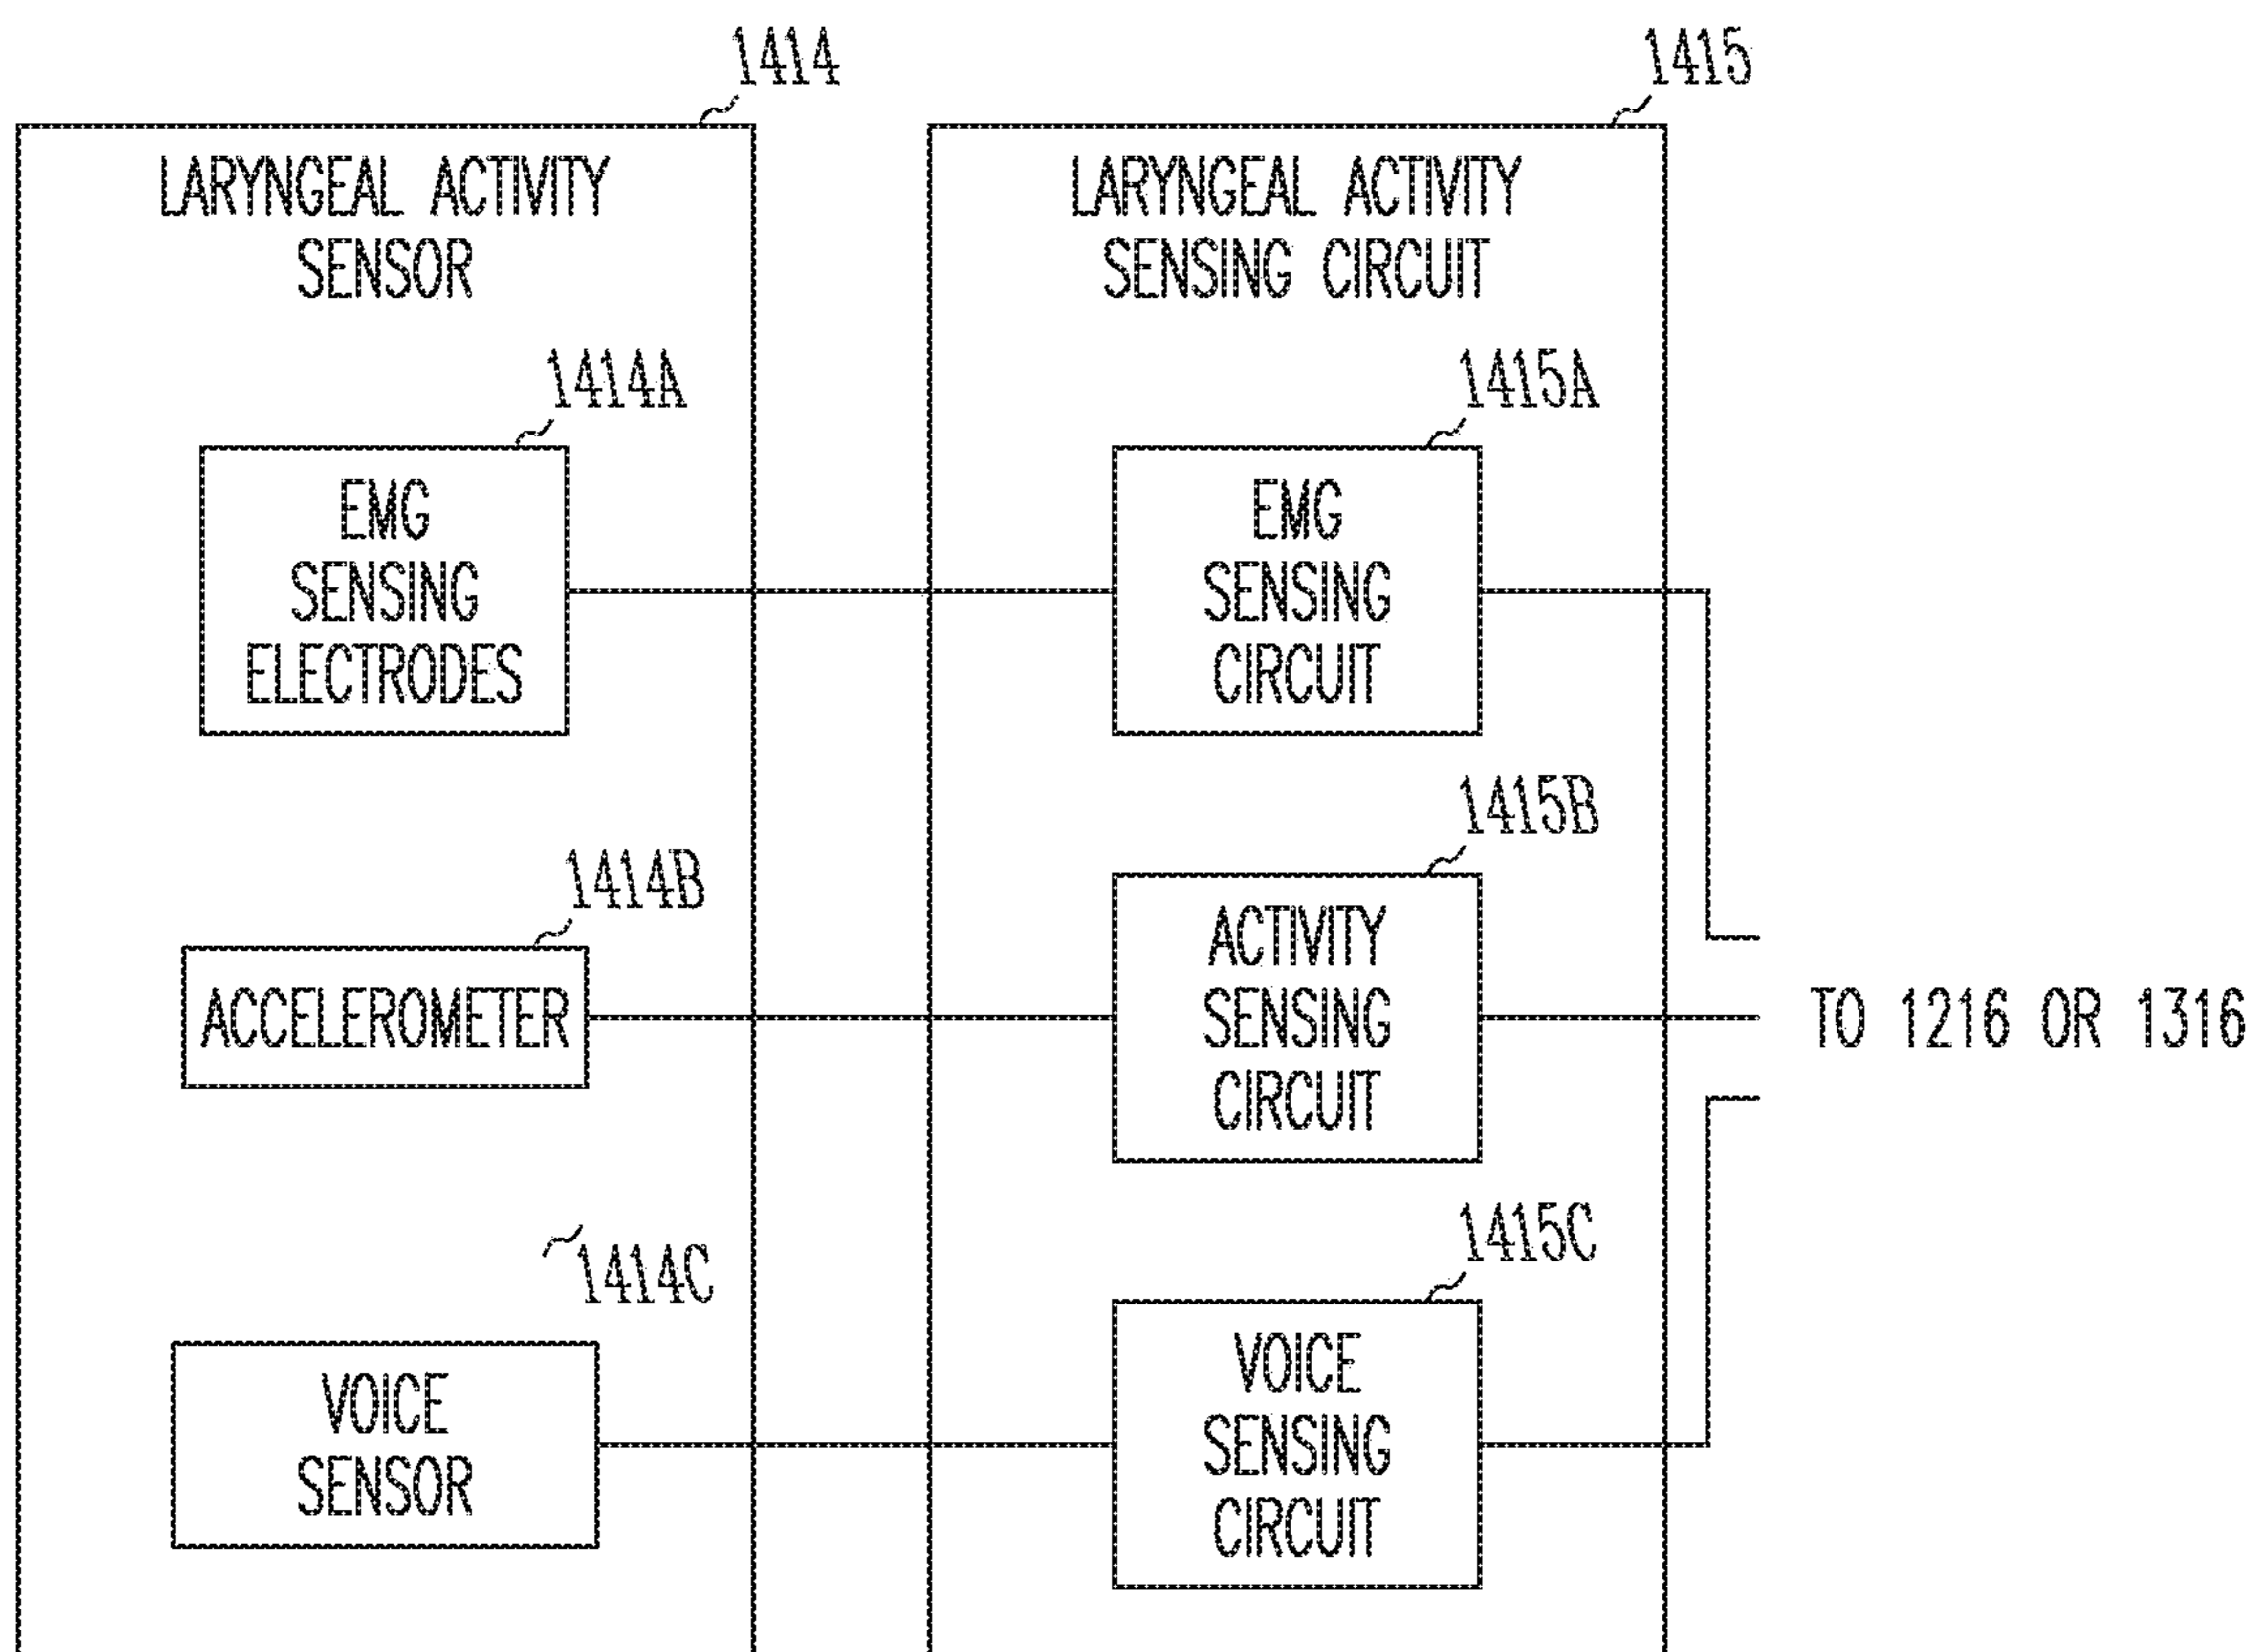 1414
LARYNGEAL ACTIVITY
SENSOR
1414A
EMG
SENSING
ELECTRODES
1414B
ACCELEROMETER
1414C
VOICE
SENSOR
1415
LARYNGEAL ACTIVITY
SENSING CIRCUIT
1415A
EMG
SENSING
CIRCUIT
1415B
ACTIVITY
SENSING
CIRCUIT
1415C
VOICE
SENSING
CIRCUIT
TO 1216 OR 1316